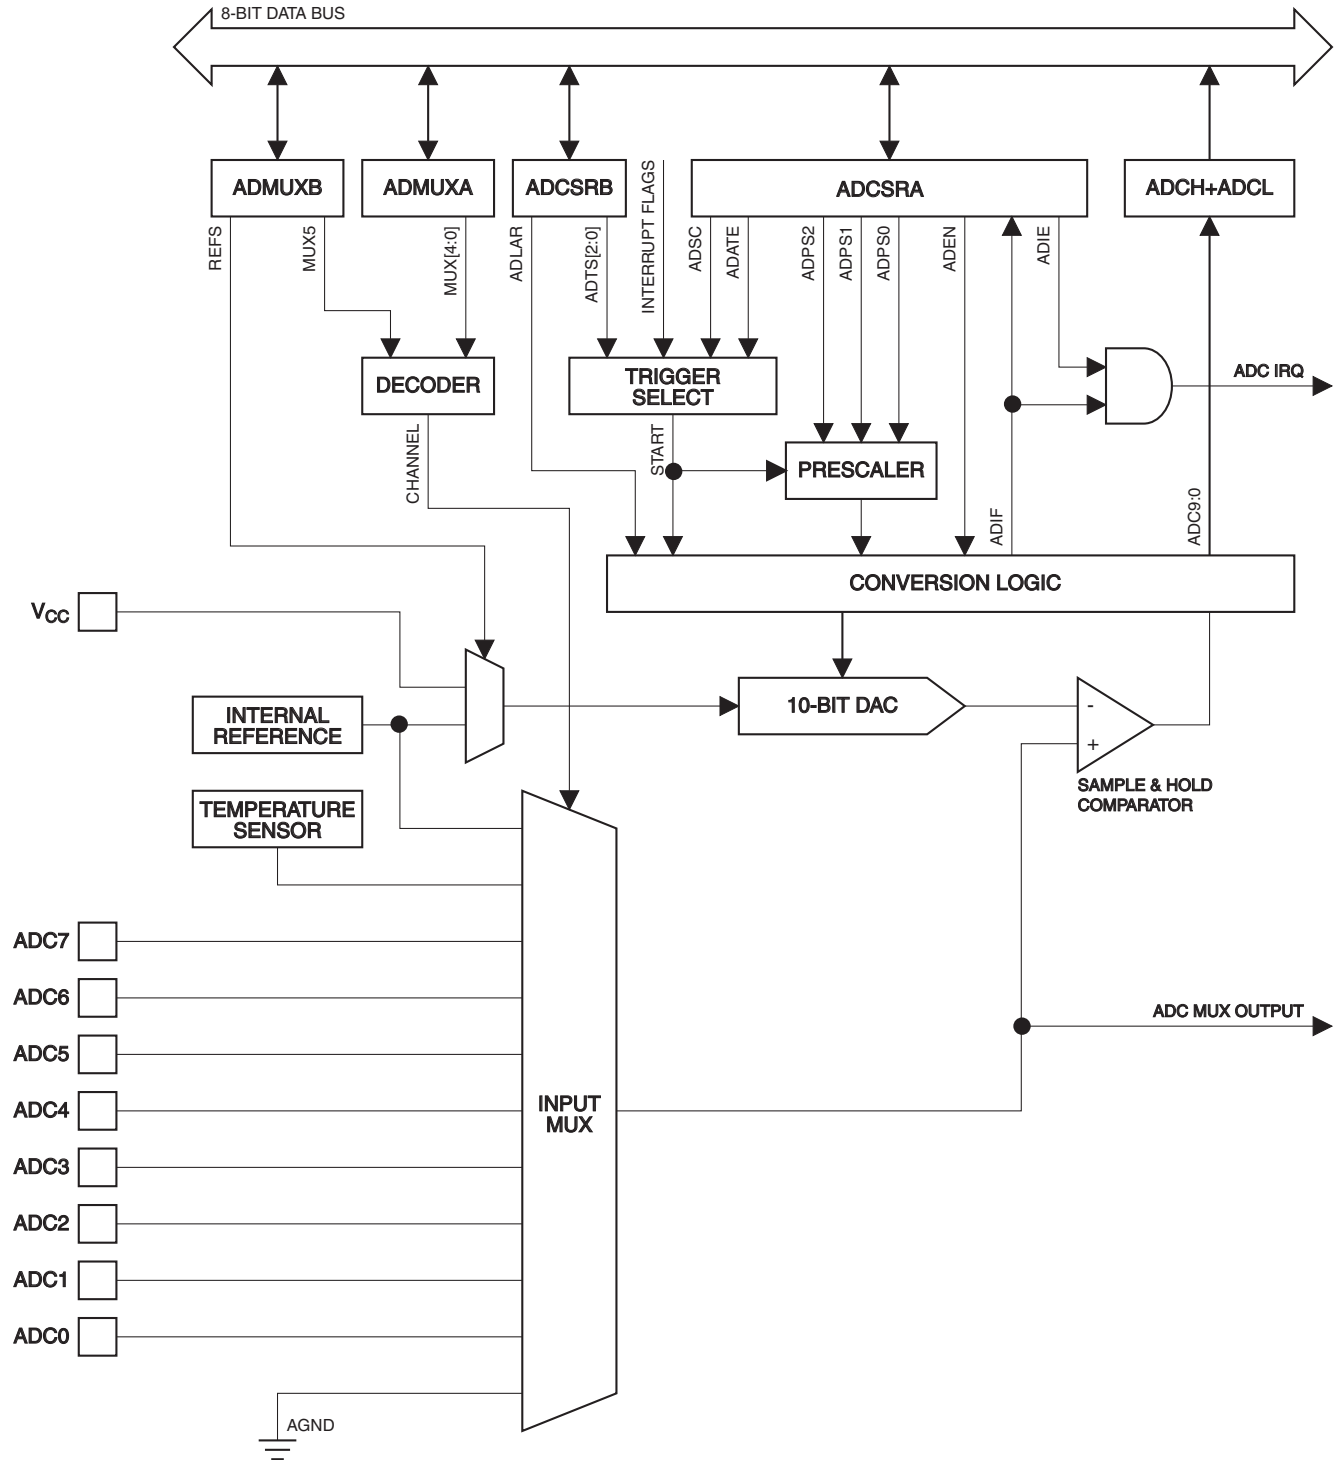 8-BIT DATA BUS
ADMUXB
ADMUXA
ADCSRB
ADCSRA
ADCH+ADCL
REFS
MUX5
MUX[4:0]
ADLAR
ADTS[2:0]
INTERRUPT FLAGS
ADSC
ADATE
ADPS2
ADPS1
ADPS0
ADEN
ADIE
DECODER
TRIGGER
SELECT
ADC IRQ
CHANNEL
START
PRESCALER
ADIF
ADC9:0
CONVERSION LOGIC
VCC
INTERNAL
REFERENCE
10-BIT DAC
-
+
SAMPLE & HOLD
COMPARATOR
TEMPERATURE
SENSOR
ADC7
ADC6
ADC5
ADC4
ADC3
ADC2
ADC1
ADC0
INPUT
MUX
ADC MUX OUTPUT
AGND